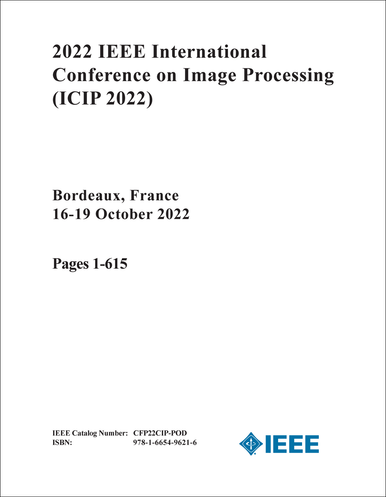 2022 IEEE International
Conference on Image Processing
(ICIP 2022)
Bordeaux, France
16-19 October 2022
Pages 1-615
IEEE Catalog Number: CFP22CIP-POD
ISBN: 978-1-6654-9621-6
IEEE